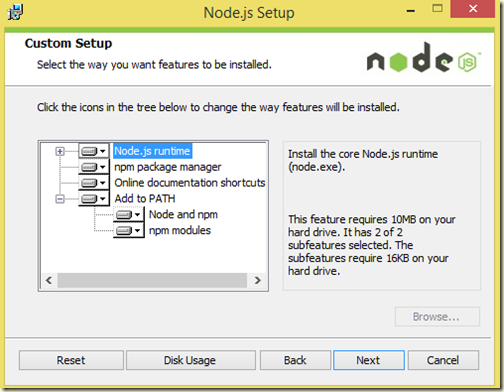 Node.js Setup
Custom Setup
Select the way you want features to be installed.
node
JS
Click the icons in the tree below to change the way features will be installed.
Node.js runtime
npm package manager
Online documentation shortcuts
Add to PATH
Node and npm
npm modules
Install the core Node.js runtime
(node.exe).
This feature requires 10MB on your
hard drive. It has 2 of 2
subfeatures selected. The
subfeatures require 16KB on your
hard drive.
Browse...
Reset
Disk Usage
Back
Next
Cancel